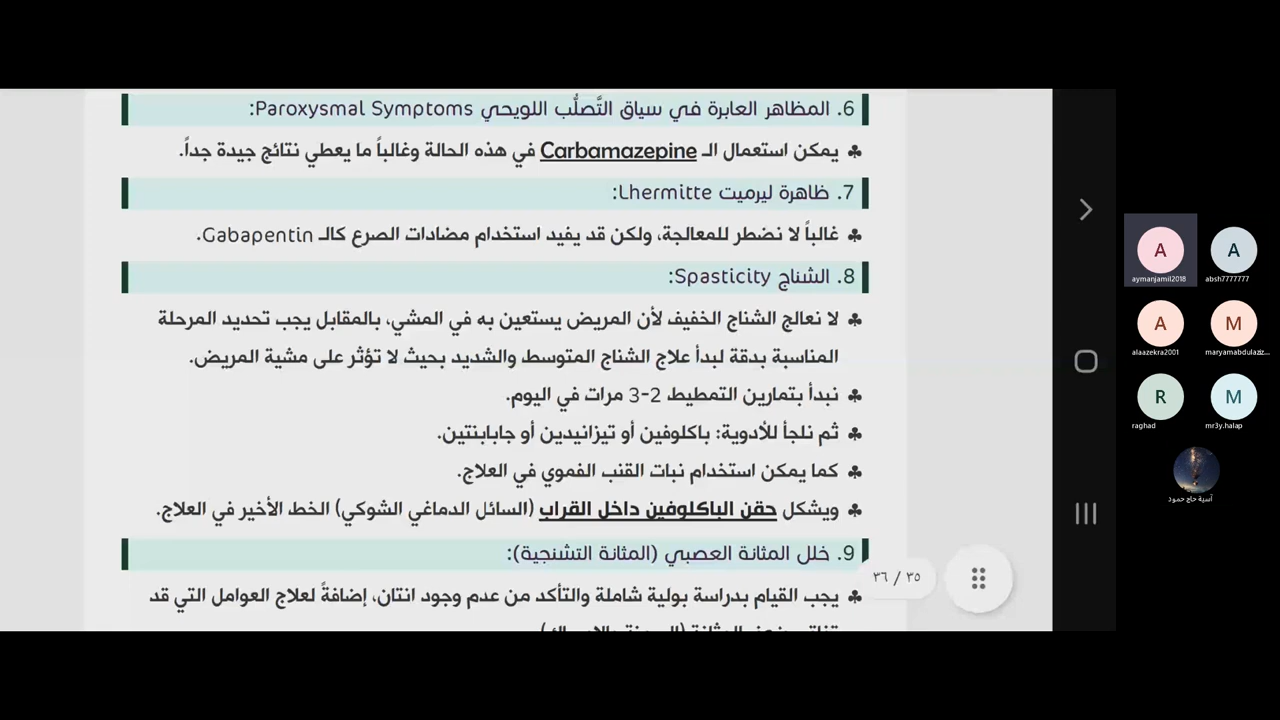 6. المظاهر العابرة في سياق التَّصلُّب اللويحي Paroxysmal Symptoms:
♣ يمكن استعمال الـ Carbamazepine في هذه الحالة وغالباً ما يعطي نتائج جيدة جداً.
7. ظاهرة ليرميت Lhermitte:
♣ غالباً لا نضطر للمعالجة، ولكن قد يفيد استخدام مضادات الصرع كالـ Gabapentin.
8. الشناج Spasticity:
♣ لا نعالج الشناج الخفيف لأن المريض يستعين به في المشي، بالمقابل يجب تحديد المرحلة
المناسبة بدقة لبدأ علاج الشناج المتوسط والشديد بحيث لا تؤثر على مشية المريض.
♣ نبدأ بتمارين التمطيط 2-3 مرات في اليوم.
♣ ثم نلجأ للأدوية: باكلوفين أو تيزانيدين أو جابابنتين.
♣ كما يمكن استخدام نبات القنب الفموي في العلاج.
♣ ويشكل حقن الباكلوفين داخل القراب (السائل الدماغي الشوكي) الخط الأخير في العلاج.
9. خلل المثانة العصبي (المثانة التشنجية):
♣ يجب القيام بدراسة بولية شاملة والتأكد من عدم وجود انتان، إضافةً لعلاج العوامل التي قد
٣٥ / ٣٦
A
aymanjamil2018
A
absh7777777
A
alaazekra2001
M
maryamabdulaziz...
R
raghad
M
mr3y.halap
آسية حاج حمود